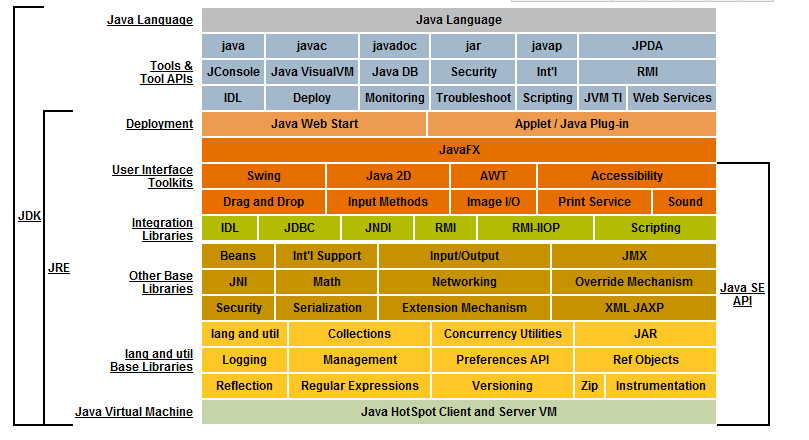 Java Language Java Language
java javac javadoc jar javap JPDA
Tools &
Tool APIs
JConsole Java VisualVM Java DB Security Int'l RMI
IDL Deploy Monitoring Troubleshoot Scripting JVM TI Web Services
Deployment Java Web Start Applet / Java Plug-in
JavaFX
User Interface
Toolkits
Swing Java 2D AWT Accessibility
Drag and Drop Input Methods Image I/O Print Service Sound
Integration
Libraries
IDL JDBC JNDI RMI RMI-IIOP Scripting
JDK
JRE
Other Base
Libraries
Beans Int'l Support Input/Output JMX
JNI Math Networking Override Mechanism
Security Serialization Extension Mechanism XML JAXP
Java SE
API
lang and util
Base Libraries
lang and util Collections Concurrency Utilities JAR
Logging Management Preferences API Ref Objects
Reflection Regular Expressions Versioning Zip Instrumentation
Java Virtual Machine Java HotSpot Client and Server VM